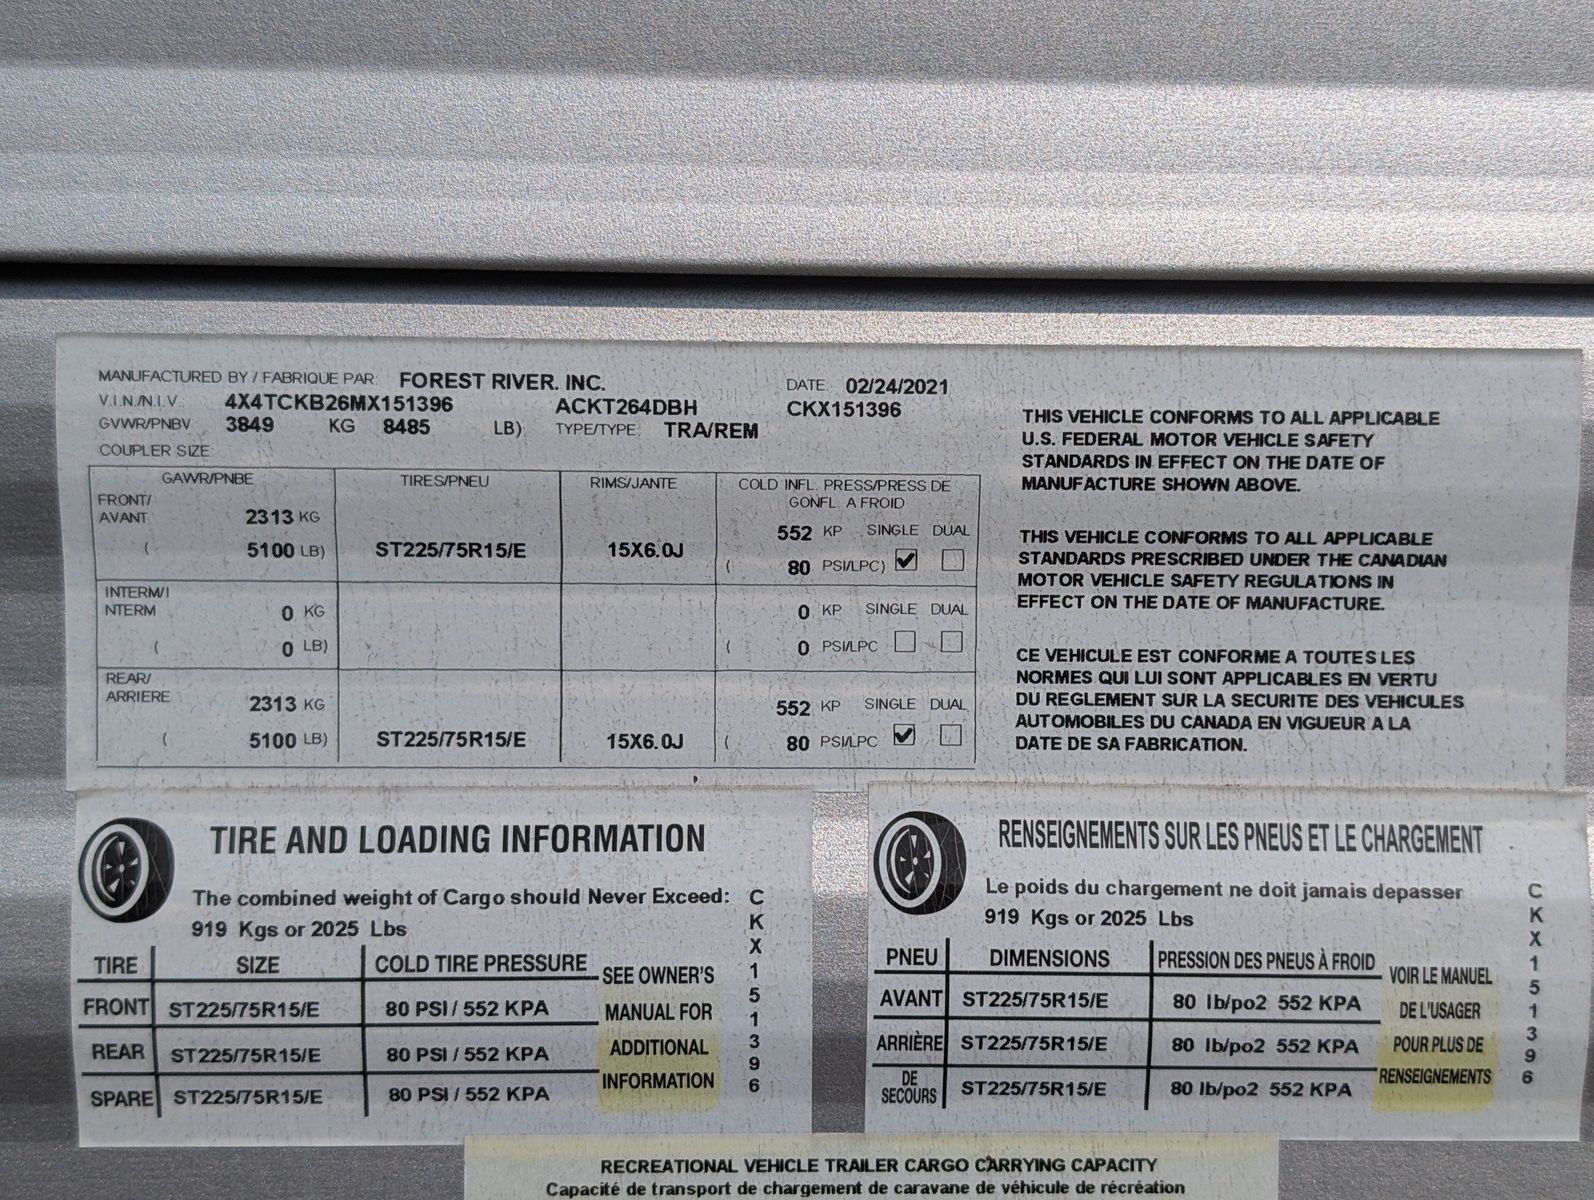 MANUFACTURED BY / FABRIQUE PAR: FOREST RIVER. INC. DATE. 02/24/2021
V.I.N./N.I.V. 4X4TCKB26MX151396 ACKT264DBH CKX151396
GVWR/PNBV 3849 KG 8485 LB) TYPE/TYPE: TRA/REM
COUPLER SIZE:
GAWR/PNBE TIRES/PNEU RIMS/JANTE COLD INFL. PRESS/PRESS DE
GONFL. A FROID
FRONT/
AVANT 2313 KG 552 KP SINGLE DUAL
( 5100 LB) ST225/75R15/E 15X6.0J ( 80 PSI/LPC)
INTERM/I
NTERM 0 KG 0 KP SINGLE DUAL
( 0 LB) ( 0 PSI/LPC
REAR/
ARRIERE 2313 KG 552 KP SINGLE DUAL
( 5100 LB) ST225/75R15/E 15X6.0J ( 80 PSI/LPC
THIS VEHICLE CONFORMS TO ALL APPLICABLE
U.S. FEDERAL MOTOR VEHICLE SAFETY
STANDARDS IN EFFECT ON THE DATE OF
MANUFACTURE SHOWN ABOVE.
THIS VEHICLE CONFORMS TO ALL APPLICABLE
STANDARDS PRESCRIBED UNDER THE CANADIAN
MOTOR VEHICLE SAFETY REGULATIONS IN
EFFECT ON THE DATE OF MANUFACTURE.
CE VEHICULE EST CONFORME A TOUTES LES
NORMES QUI LUI SONT APPLICABLES EN VERTU
DU REGLEMENT SUR LA SECURITE DES VEHICULES
AUTOMOBILES DU CANADA EN VIGUEUR A LA
DATE DE SA FABRICATION.
TIRE AND LOADING INFORMATION
The combined weight of Cargo should Never Exceed:
919 Kgs or 2025 Lbs
TIRE SIZE COLD TIRE PRESSURE
FRONT ST225/75R15/E 80 PSI / 552 KPA
REAR ST225/75R15/E 80 PSI / 552 KPA
SPARE ST225/75R15/E 80 PSI / 552 KPA
SEE OWNER'S
MANUAL FOR
ADDITIONAL
INFORMATION
CKX151396
RENSEIGNEMENTS SUR LES PNEUS ET LE CHARGEMENT
Le poids du chargement ne doit jamais depasser
919 Kgs or 2025 Lbs
PNEU DIMENSIONS PRESSION DES PNEUS À FROID
AVANT ST225/75R15/E 80 lb/po2 552 KPA
ARRIÈRE ST225/75R15/E 80 lb/po2 552 KPA
DE
SECOURS ST225/75R15/E 80 lb/po2 552 KPA
VOIR LE MANUEL
DE L'USAGER
POUR PLUS DE
RENSEIGNEMENTS
CKX151396
RECREATIONAL VEHICLE TRAILER CARGO CARRYING CAPACITY
Capacité de transport de chargement de caravane de véhicule de récréation